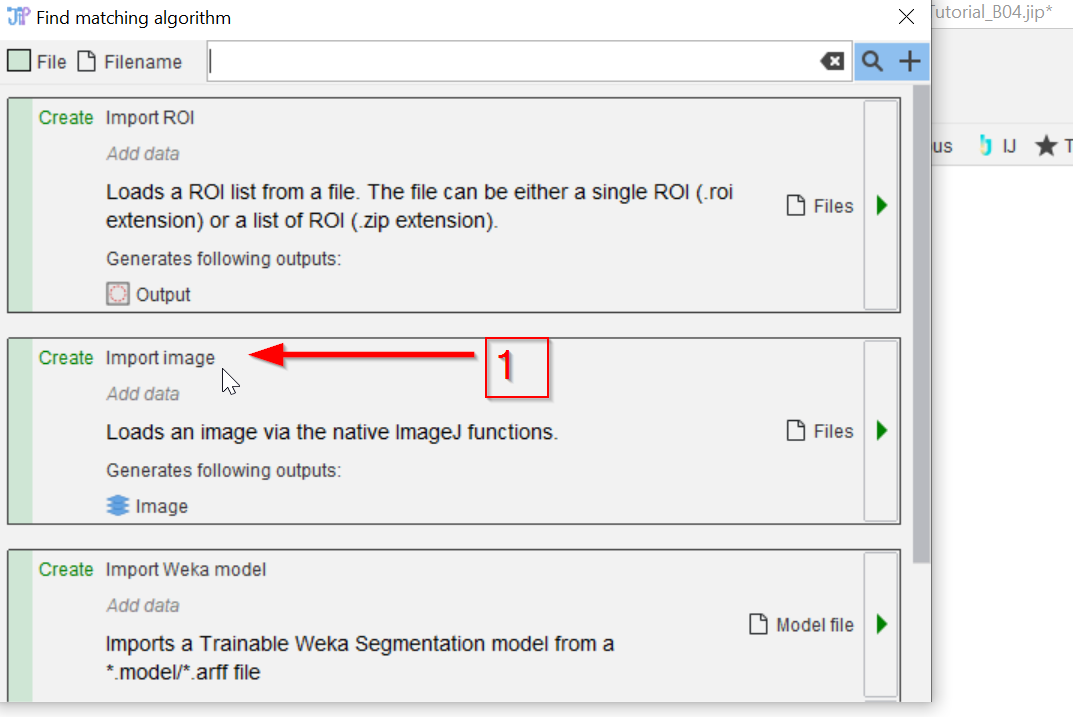 JIP Find matching algorithm
Tutorial_B04.jip*
File Filename
us IJ T
Create Import ROI
Add data
Loads a ROI list from a file. The file can be either a single ROI (.roi
extension) or a list of ROI (.zip extension).
Files
Generates following outputs:
Output
Create Import image
1
Add data
Loads an image via the native ImageJ functions.
Files
Generates following outputs:
Image
Create Import Weka model
Add data
Model file
Imports a Trainable Weka Segmentation model from a
*.model/*.arff file